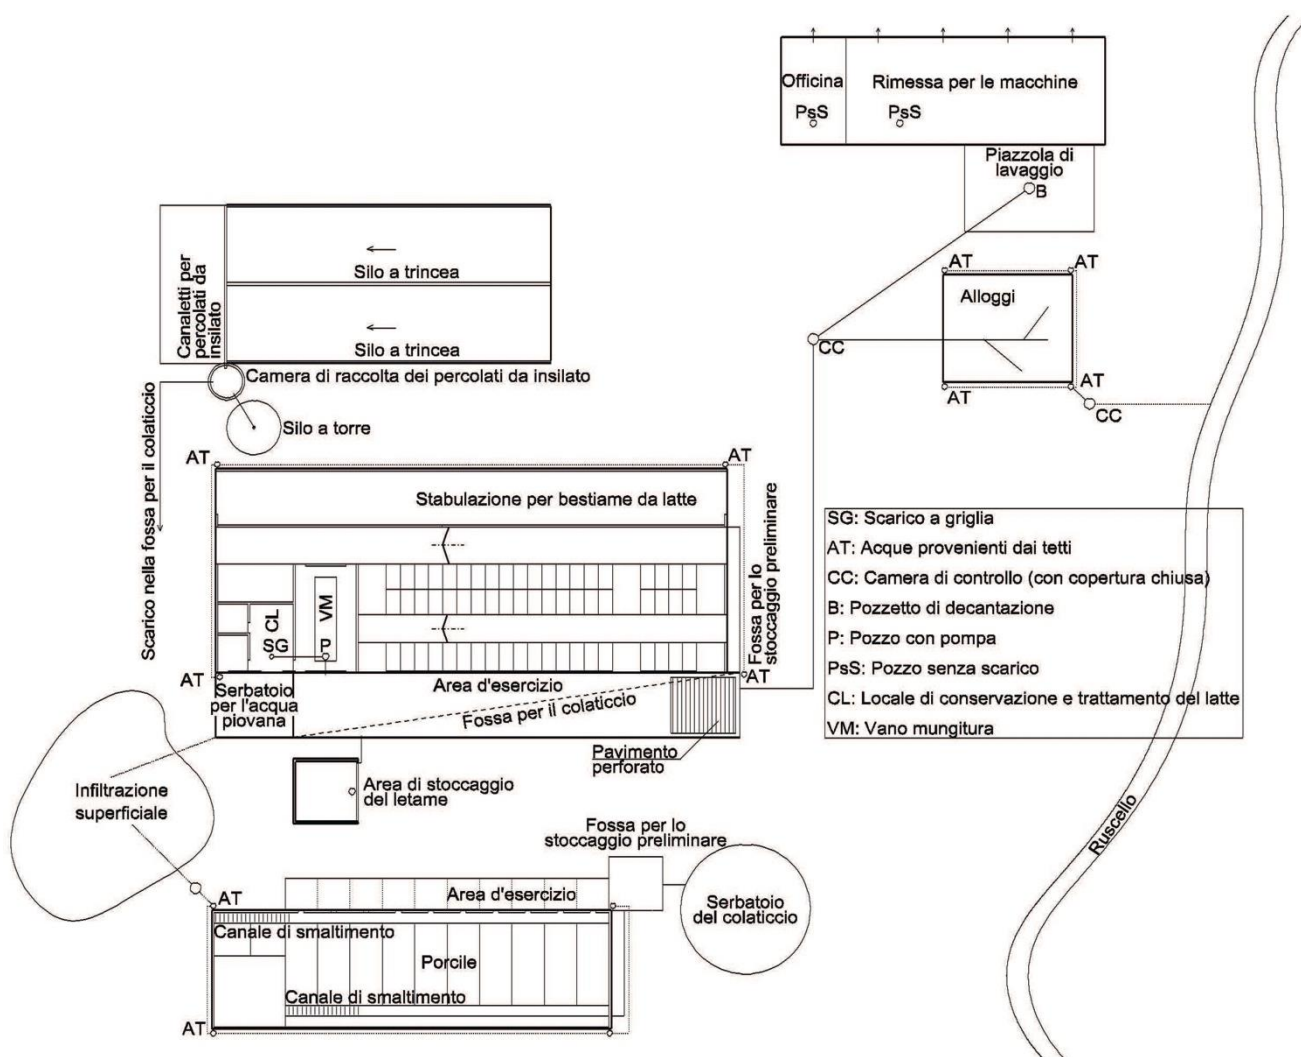 Officina
Rimessa per le macchine
PsS
PsS
Piazzola di
lavaggio
B
Canaletti per
percolati da
insilato
Silo a trincea
Silo a trincea
AT
AT
Alloggi
CC
AT
AT
CC
Camera di raccolta dei percolati da insilato
Silo a torre
Scarico nella fossa per il colaticcio
AT
AT
Stabulazione per bestiame da latte
Fossa per lo
stoccaggio preliminare
CL
VM
SG
P
AT
AT
Serbatoio
per l'acqua
piovana
Area d'esercizio
Fossa per il colaticcio
Pavimento
perforato
SG: Scarico a griglia
AT: Acque provenienti dai tetti
CC: Camera di controllo (con copertura chiusa)
B: Pozzetto di decantazione
P: Pozzo con pompa
PsS: Pozzo senza scarico
CL: Locale di conservazione e trattamento del latte
VM: Vano mungitura
Ruscello
Infiltrazione
superficiale
Area di stoccaggio
del letame
Fossa per lo
stoccaggio preliminare
AT
Area d'esercizio
Serbatoio
del colaticcio
Canale di smaltimento
Porcile
Canale di smaltimento
AT